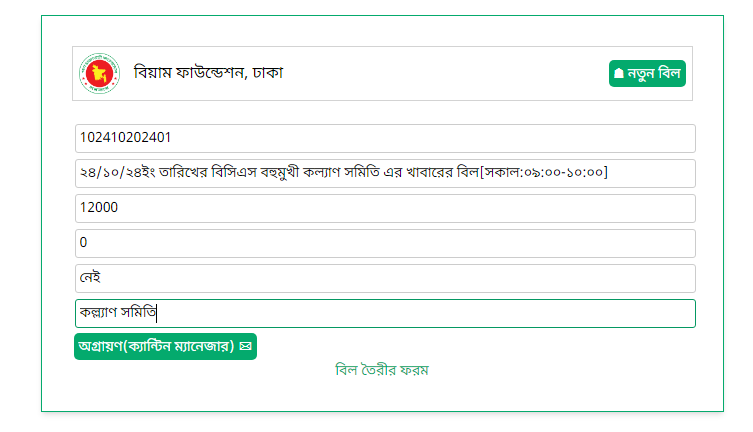 বিয়াম ফাউন্ডেশন, ঢাকা
নতুন বিল
102410202401
২৪/১০/২৪ইং তারিখের বিসিএস বহুমুখী কল্যাণ সমিতি এর খাবারের বিল[সকাল:০৯:০০-১০:০০]
12000
0
নেই
কল্ল্যাণ সমিতি
অগ্রায়ণ(ক্যান্টিন ম্যানেজার)
বিল তৈরীর ফরম